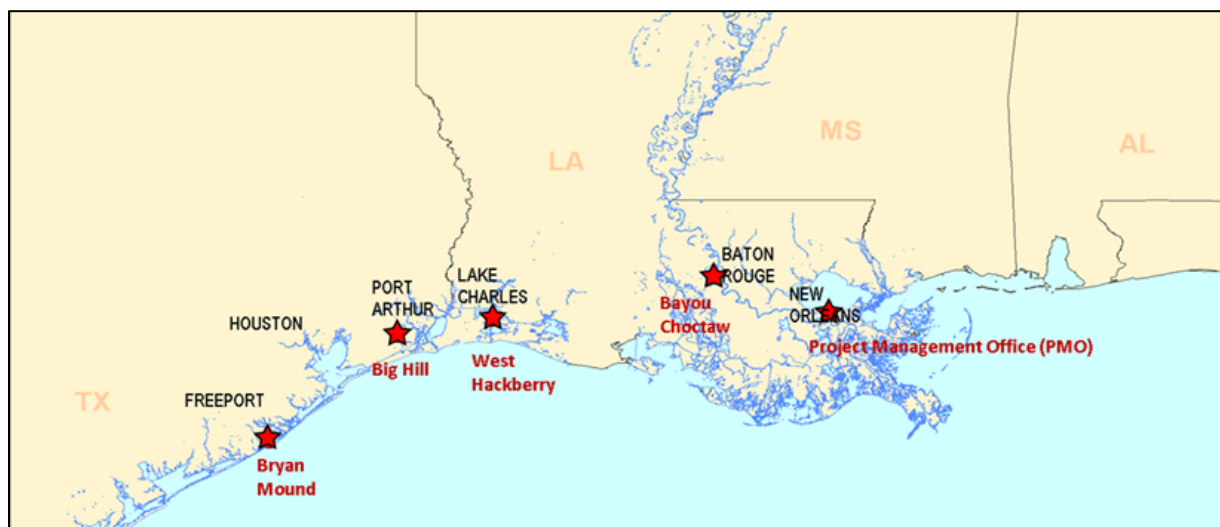 MS
AL
LA
BATON
ROUGE
LAKE
CHARLES
PORT
ARTHUR
NEW
ORLEANS
Bayou
Choctaw
HOUSTON
Project Management Office (PMO)
West
Hackberry
Big Hill
TX
FREEPORT
Bryan
Mound